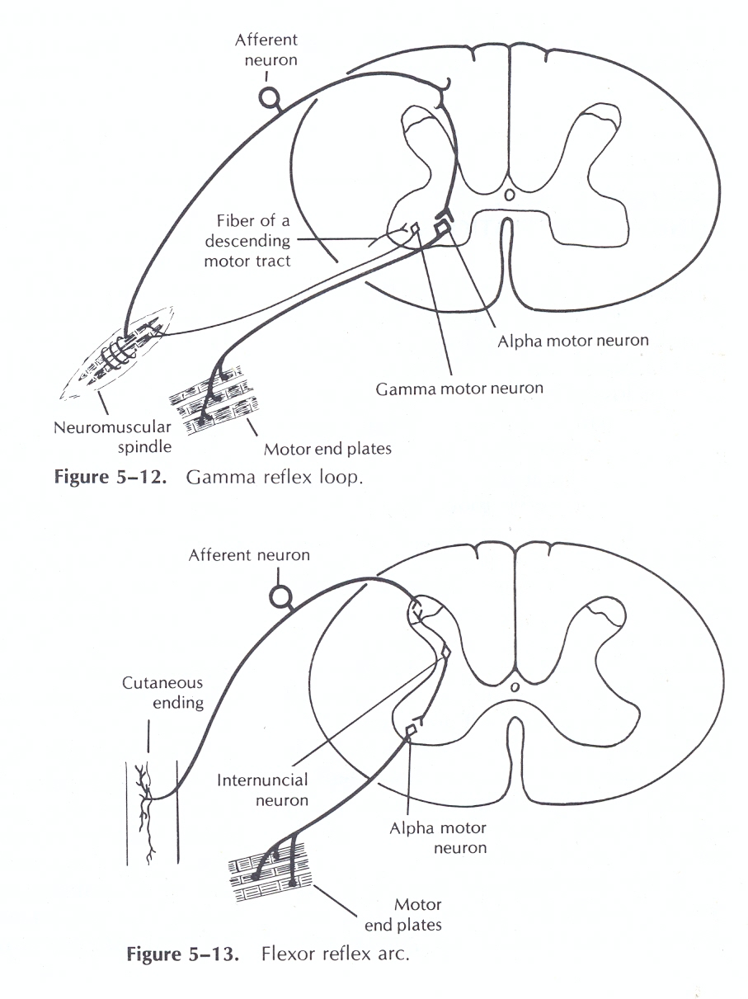 Afferent
neuron
Fiber of a
descending
motor tract
Alpha motor neuron
Gamma motor neuron
Neuromuscular
spindle
Motor end plates
Figure 5–12. Gamma reflex loop.
Afferent neuron
Cutaneous
ending
Internuncial
neuron
Alpha motor
neuron
Motor
end plates
Figure 5–13. Flexor reflex arc.